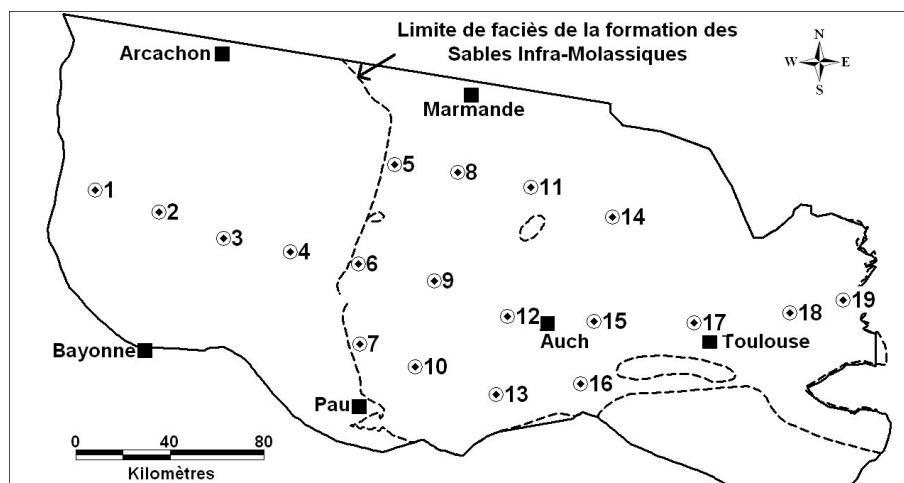 Limite de faciès de la formation des
Sables Infra-Molassiques
N
W E
S
Arcachon
Marmande
5
8
11
1
2
14
3
4
6
9
19
18
12
15
17
Auch
Toulouse
7
Bayonne
10
16
13
Pau
0 40 80
Kilomètres